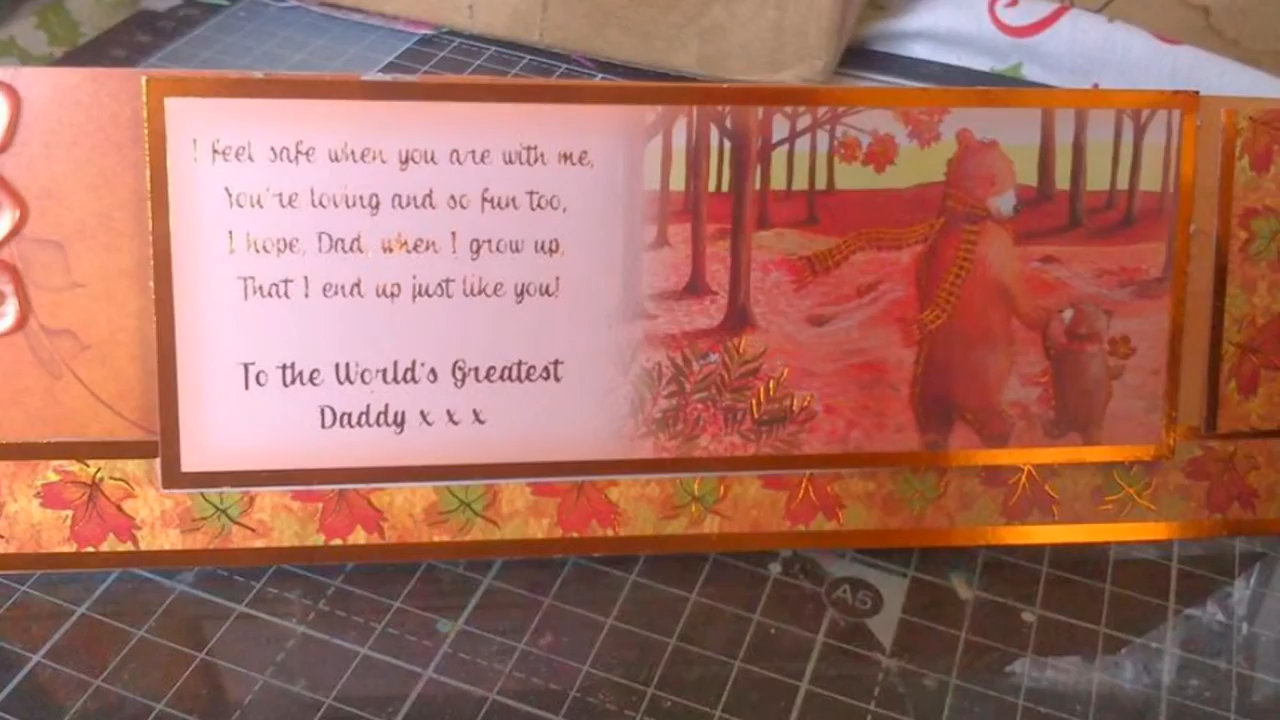 I feel safe when you are with me,
You're loving and so fun too,
I hope, Dad, when I grow up,
That I end up just like you!
To the World's Greatest
Daddy x x x
A5